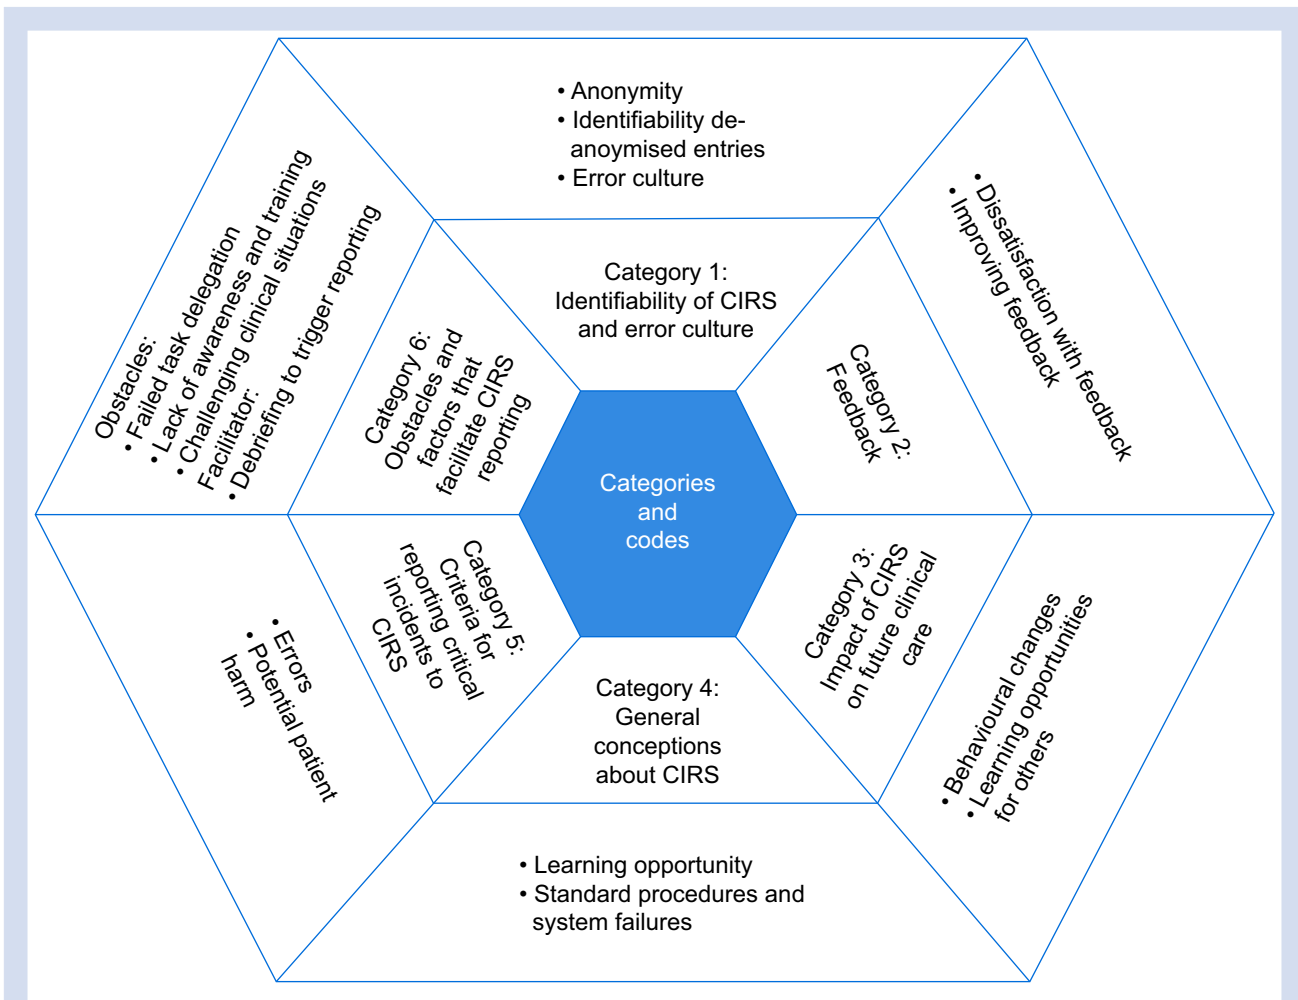 • Anonymity
• Identifiability de-
anoymised entries
• Error culture
Category 1:
Identifiability of CIRS
and error culture
• Dissatisfaction with feedback
• Improving feedback
Category 2:
Feedback
Category 3:
Impact of CIRS
on future clinical
care
• Behavioural changes
• Learning opportunities
for others
Category 4:
General
conceptions
about CIRS
• Learning opportunity
• Standard procedures and
system failures
Category 5:
Criteria for
reporting critical
incidents to
CIRS
• Errors
• Potential patient
harm
Category 6:
Obstacles and
factors that
facilitate CIRS
reporting
Obstacles:
• Failed task delegation
• Lack of awareness and training
• Challenging clinical situations
Facilitator:
• Debriefing to trigger reporting
Categories
and
codes